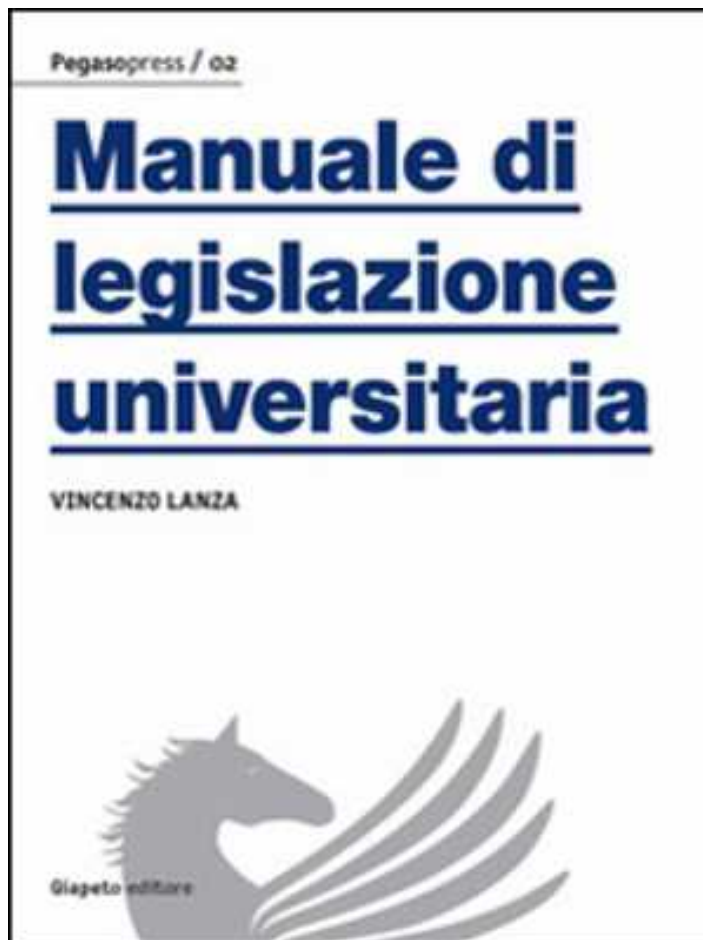 Pegasopress / 02
Manuale di
legislazione
universitaria
VINCENZO LANZA
Giapeto editore